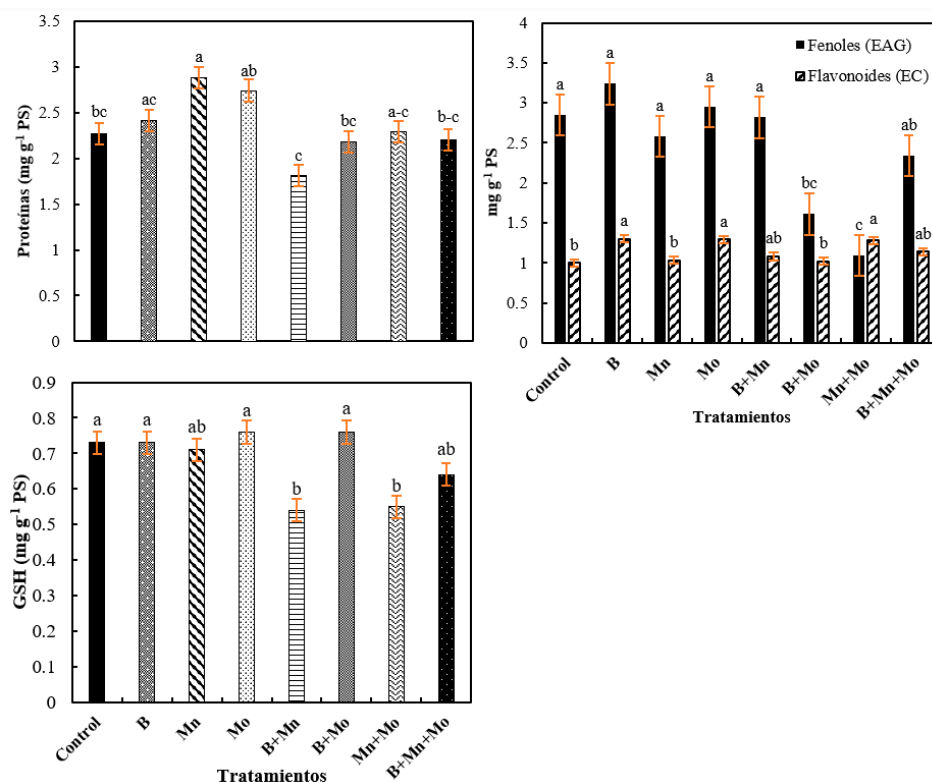 Proteínas (mg g⁻¹ PS)
3.5
3
2.5
2
1.5
1
0.5
0
bc
ac
a
ab
c
bc
a-c
b-c
mg g⁻¹ PS
4
3.5
3
2.5
2
1.5
1
0.5
0
Fenoles (EAG)
Flavonoides (EC)
a
b
a
a
a
b
a
a
a
ab
bc
b
c
a
ab
ab
Control
B
Mn
Mo
B+Mn
B+Mo
Mn+Mo
B+Mn+Mo
Tratamientos
GSH (mg g⁻¹ PS)
0.9
0.8
0.7
0.6
0.5
0.4
0.3
0.2
0.1
0
a
a
ab
a
b
a
b
ab
Control
B
Mn
Mo
B+Mn
B+Mo
Mn+Mo
B+Mn+Mo
Tratamientos